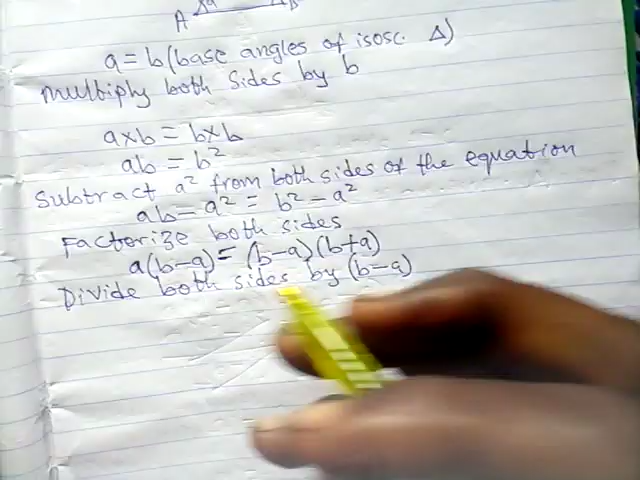 A a B
a = b (base angles of isosc. Δ)
Multiply both sides by b
a×b = b×b
ab = b²
Subtract a² from both sides of the equation
ab - a² = b² - a²
Factorize both sides
a(b-a) = (b-a)(b+a)
Divide both sides by (b-a)